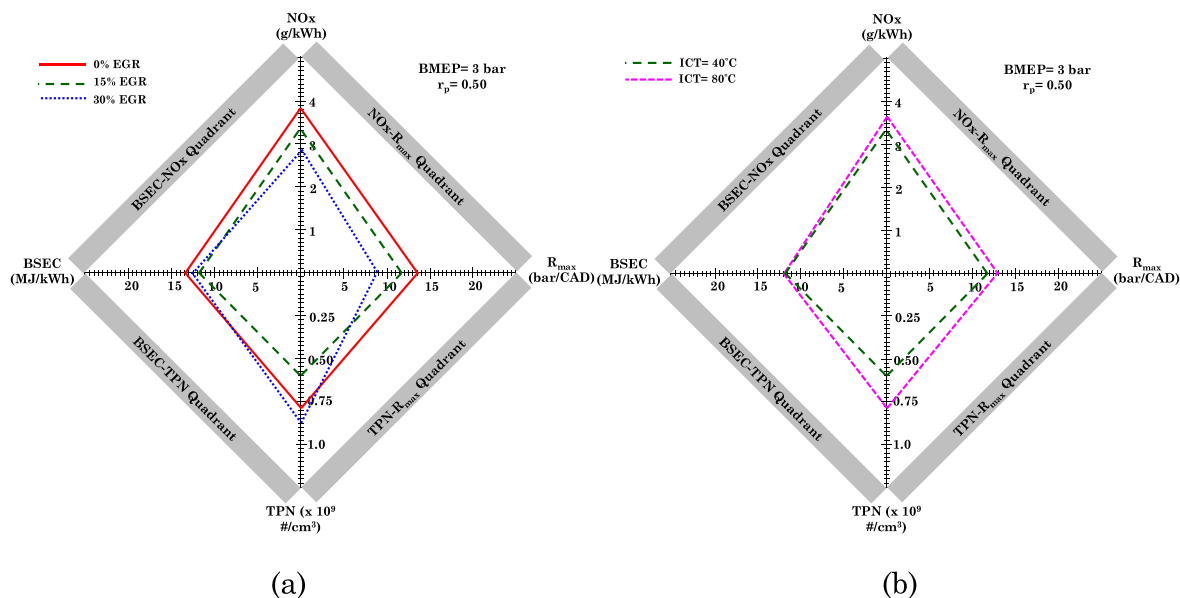 NOx
(g/kWh)
0% EGR
15% EGR
30% EGR
BMEP= 3 bar
rₚ= 0.50
4
3
2
1
BSEC-NOx Quadrant
NOx-Rmax Quadrant
BSEC
(MJ/kWh)
Rmax
(bar/CAD)
20 15 10 5 5 10 15 20
0.25
0.50
0.75
1.0
BSEC-TPN Quadrant
TPN-Rmax Quadrant
TPN (x 10⁹
#/cm³)
(a)
NOx
(g/kWh)
ICT= 40°C
ICT= 80°C
BMEP= 3 bar
rₚ= 0.50
4
3
2
1
BSEC-NOx Quadrant
NOx-Rmax Quadrant
BSEC
(MJ/kWh)
Rmax
(bar/CAD)
20 15 10 5 5 10 15 20
0.25
0.50
0.75
1.0
BSEC-TPN Quadrant
TPN-Rmax Quadrant
TPN (x 10⁹
#/cm³)
(b)